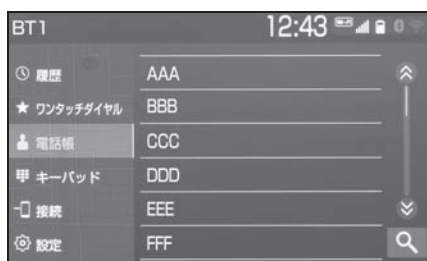 BT1 12:43
履歴
ワンタッチダイヤル
電話帳
キーパッド
接続
設定
AAA
BBB
CCC
DDD
EEE
FFF